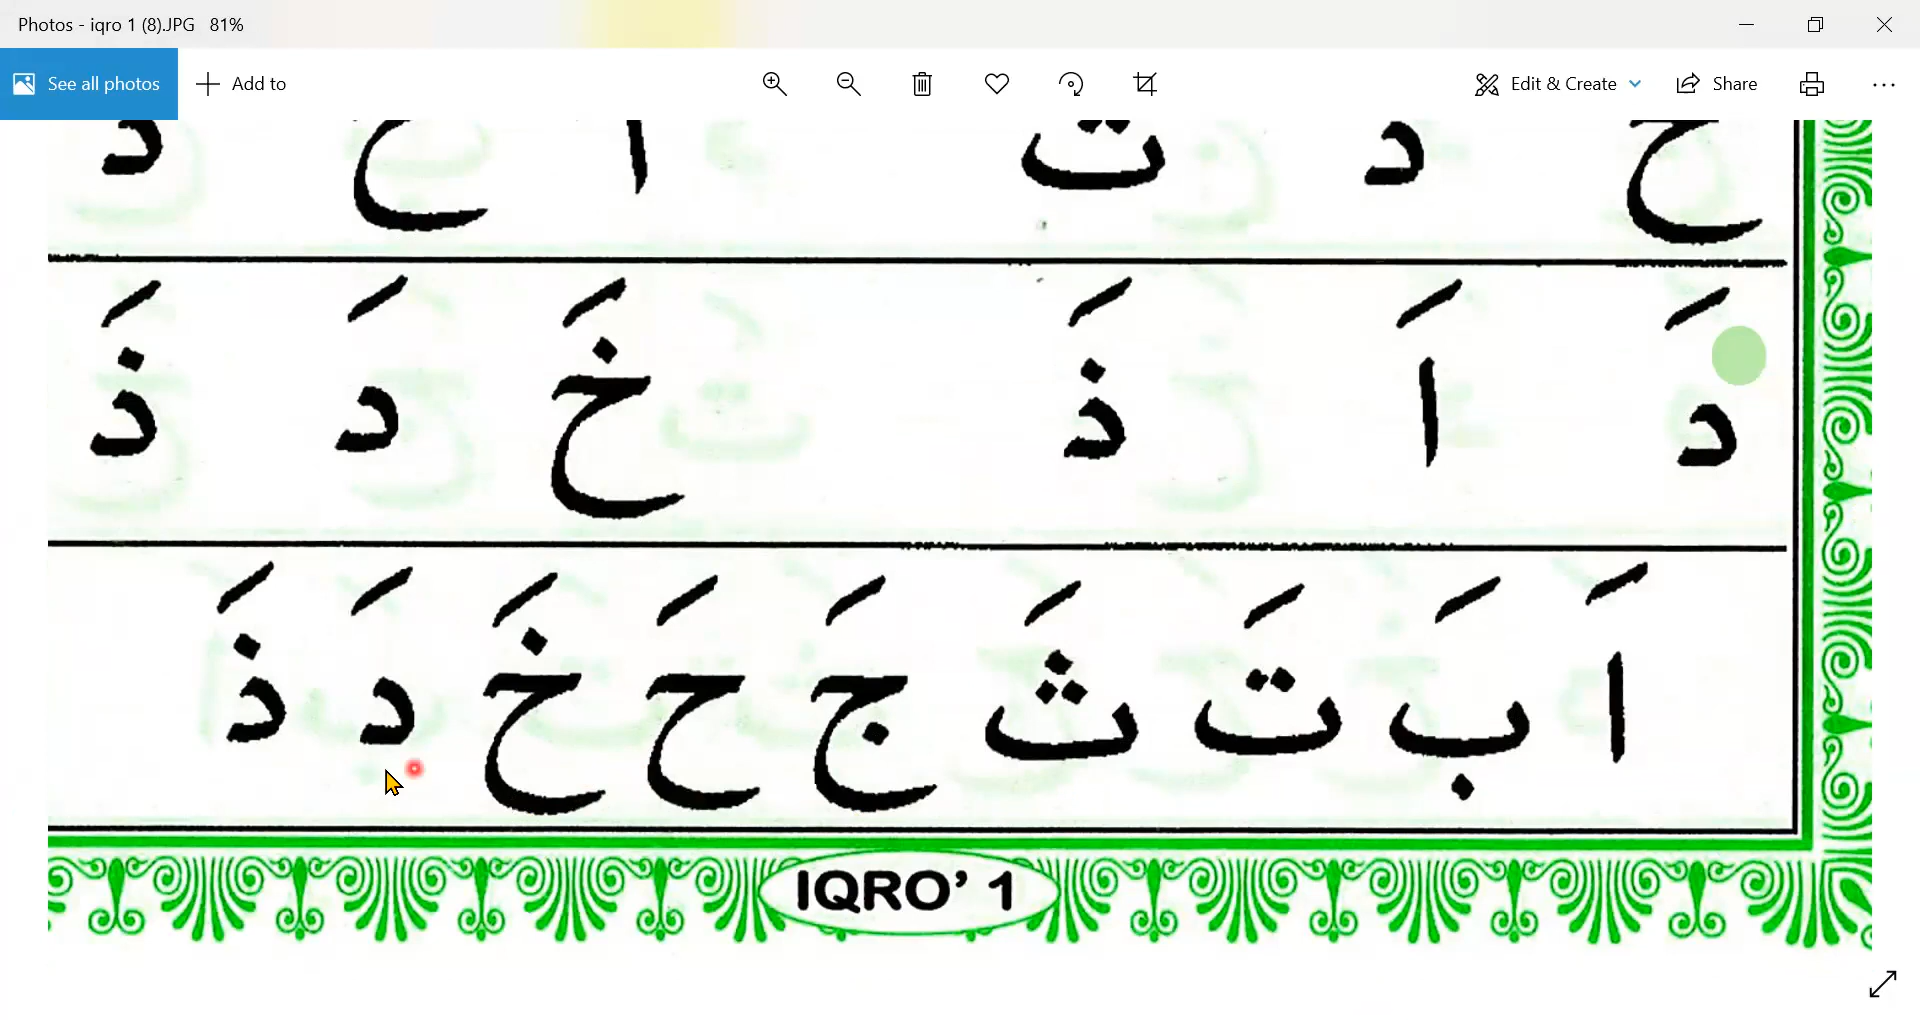 Photos - iqro 1 (8).JPG 81%
See all photos
Add to
Edit & Create
Share
دَ اَ ذَ خَ دَ ذَ
اَ بَ تَ ثَ جَ حَ خَ دَ ذَ
IQRO' 1